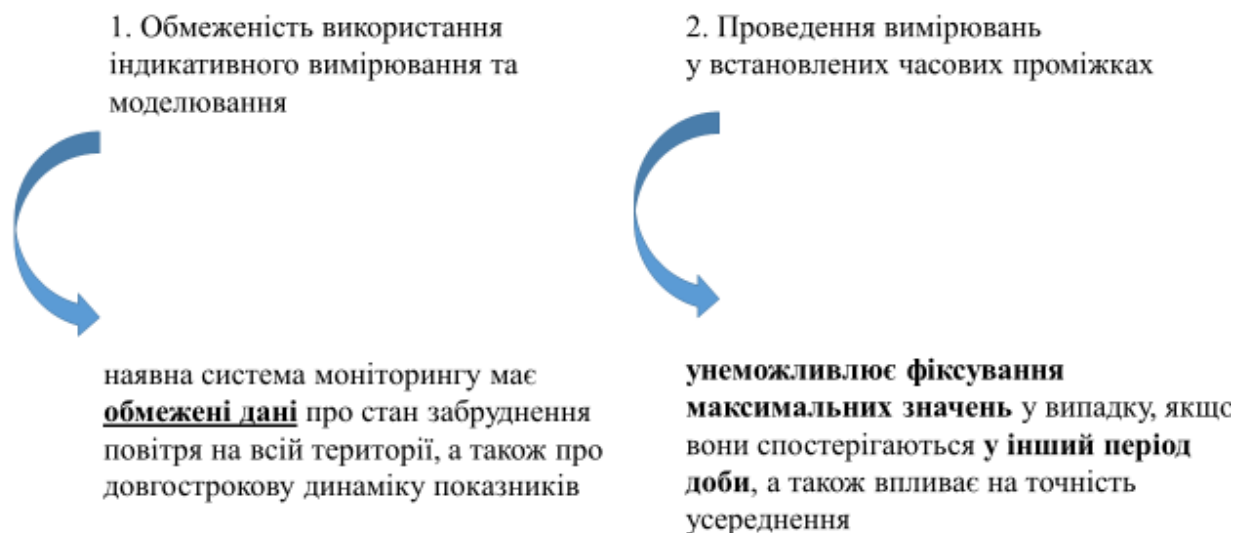 1. Обмеженість використання
індикативного вимірювання та
моделювання
наявна система моніторингу має
обмежені дані про стан забруднення
повітря на всій території, а також про
довгострокову динаміку показників
2. Проведення вимірювань
у встановлених часових проміжках
унеможливлює фіксування
максимальних значень у випадку, якщо
вони спостерігаються у інший період
доби, а також впливає на точність
усереднення